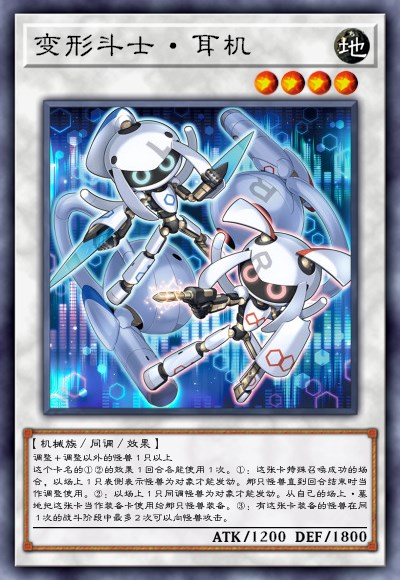 变形斗士・耳机
地
L
R
R
【机械族／同调／效果】
调整＋调整以外的怪兽1只以上
这个卡名的①②的效果1回合各能使用1次。①：这张卡特殊召唤成功的场
合，以场上1只表侧表示怪兽为对象才能发动。那只怪兽直到回合结束时当
作调整使用。②：以场上1只同调怪兽为对象才能发动。从自己的场上・墓
地把这张卡当作装备卡使用给那只怪兽装备。③：有这张卡装备的怪兽在同
1次的战斗阶段中最多2次可以向怪兽攻击。
ATK/1200 DEF/1800